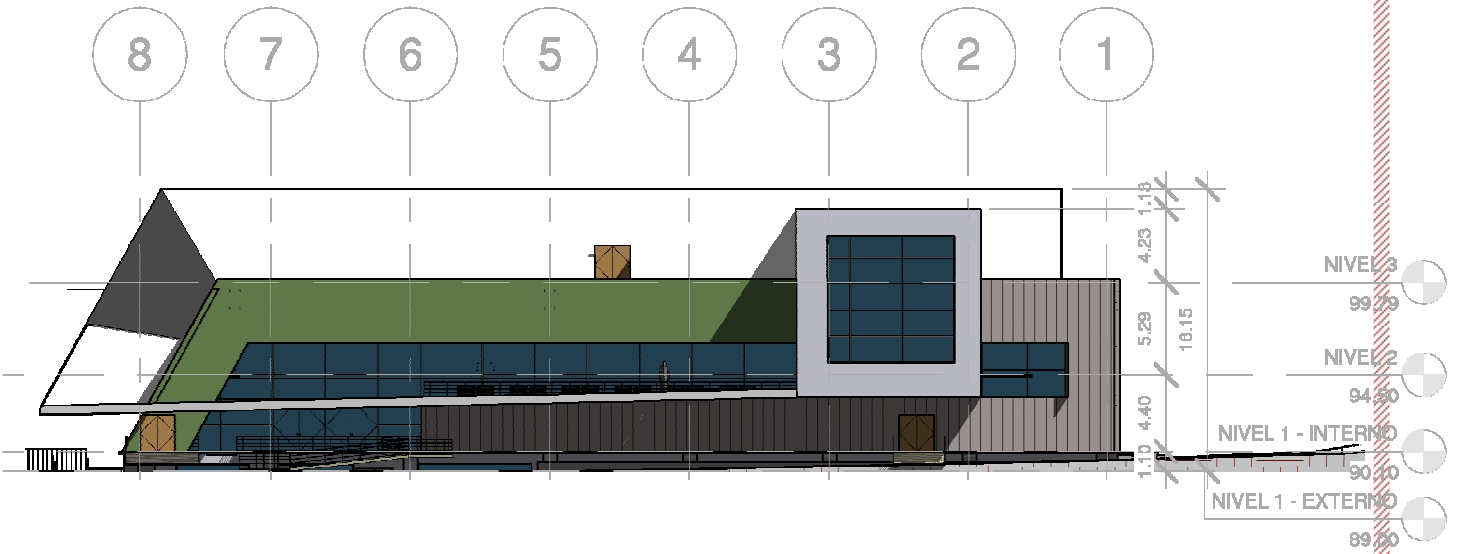 8 7 6 5 4 3 2 1
1.13
4.23
5.29
16.15
4.40
1.10
NIVEL 3
99.79
NIVEL 2
94.50
NIVEL 1 - INTERNO
90.10
NIVEL 1 - EXTERNO
89.00